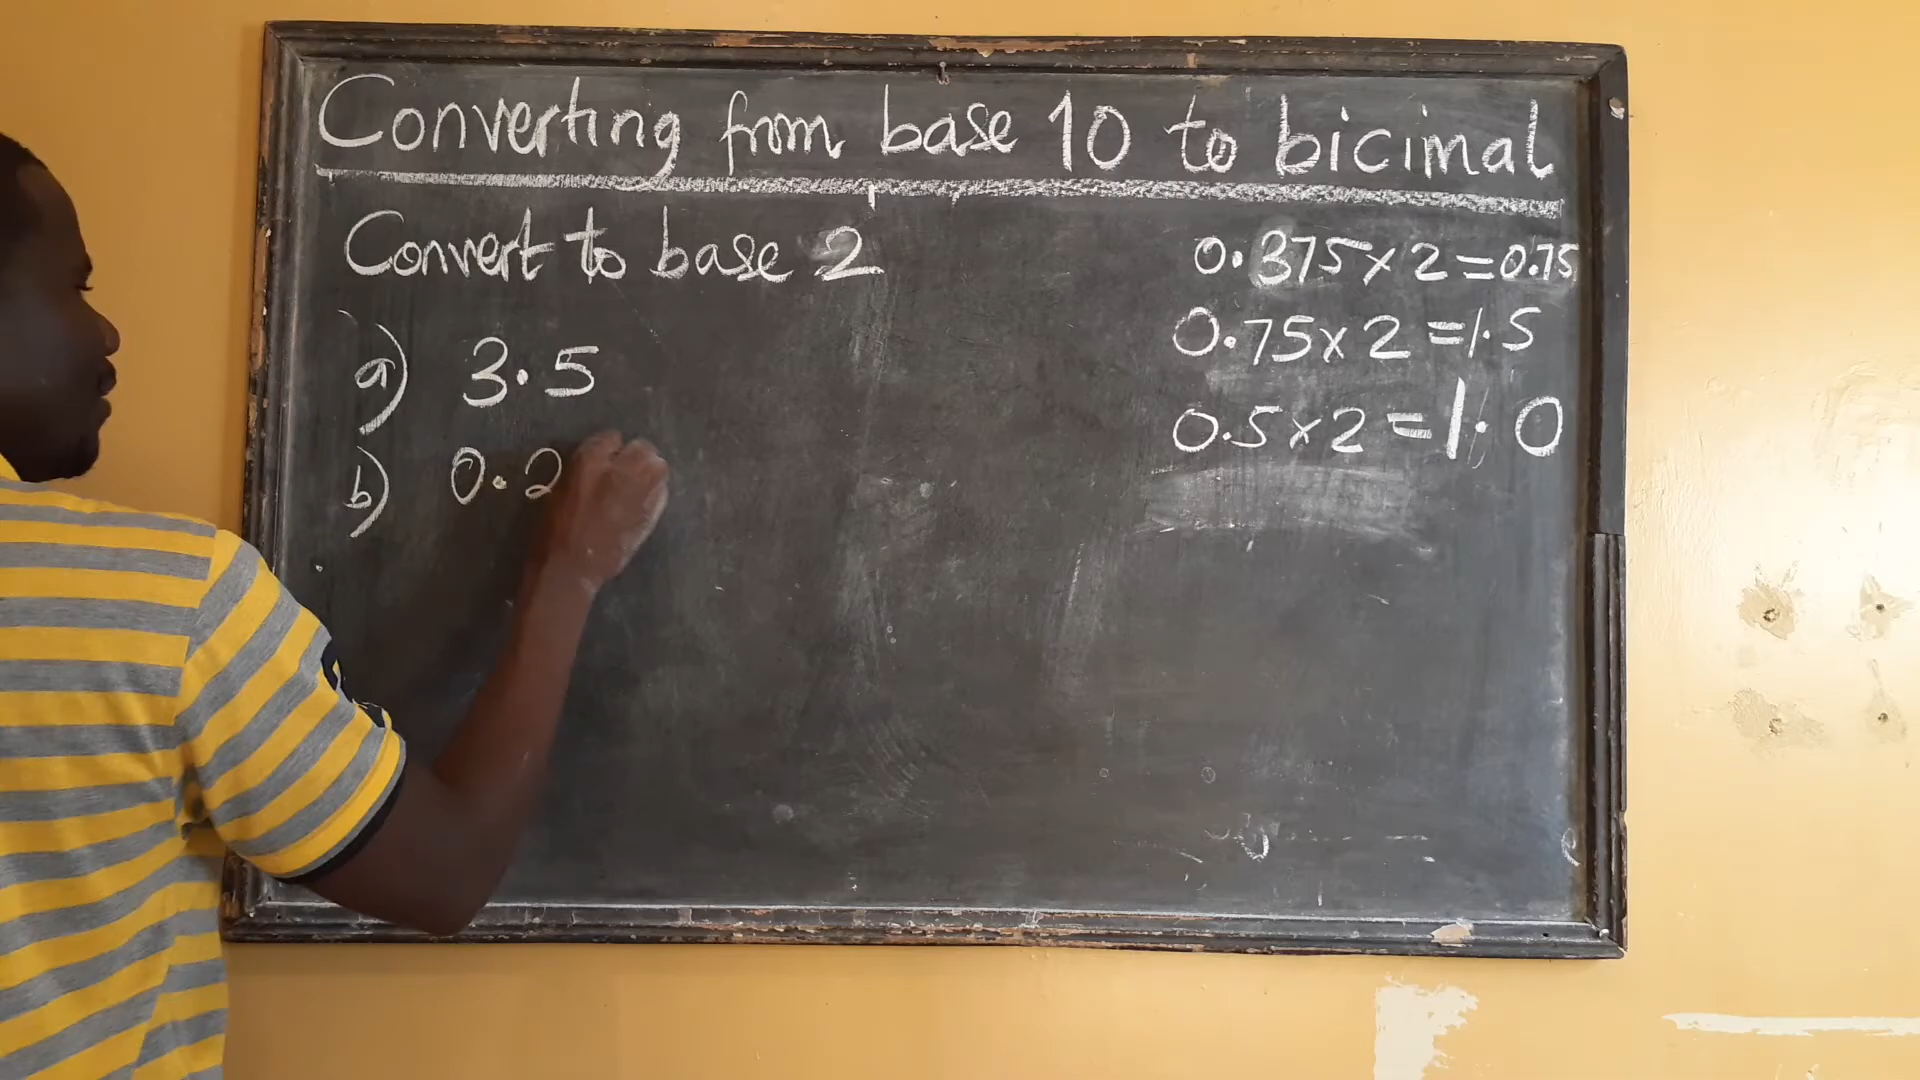 Converting from base 10 to bicimal
Convert to base 2
a) 3.5
b) 0.2
0.375×2=0.75
0.75×2=1.5
0.5×2=1.0